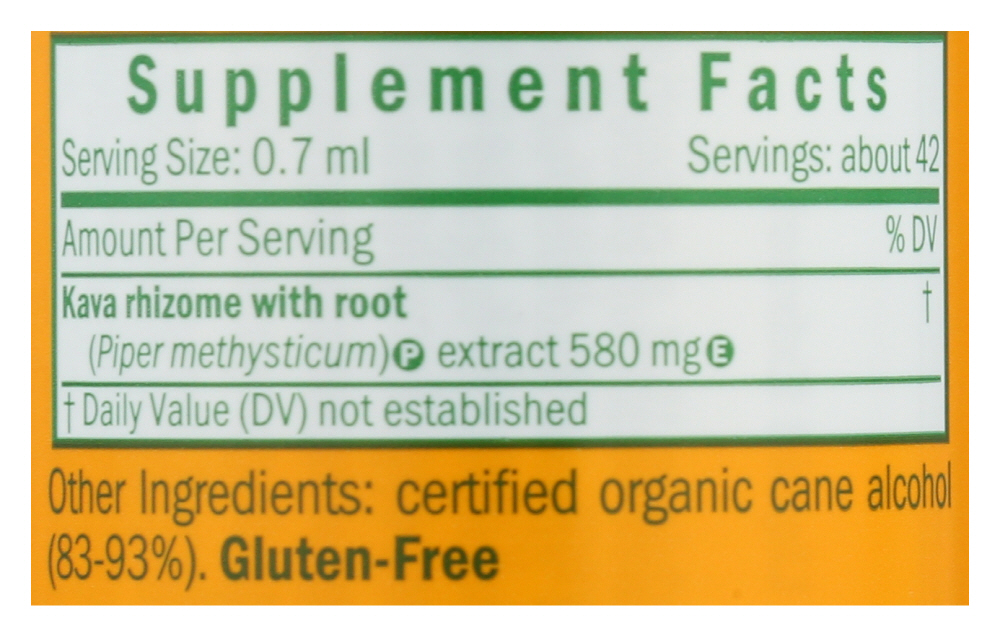 Supplement Facts
Serving Size: 0.7 ml Servings: about 42
Amount Per Serving % DV
Kava rhizome with root †
(Piper methysticum)Ⓟ extract 580 mgⒺ
† Daily Value (DV) not established
Other Ingredients: certified organic cane alcohol
(83-93%). Gluten-Free